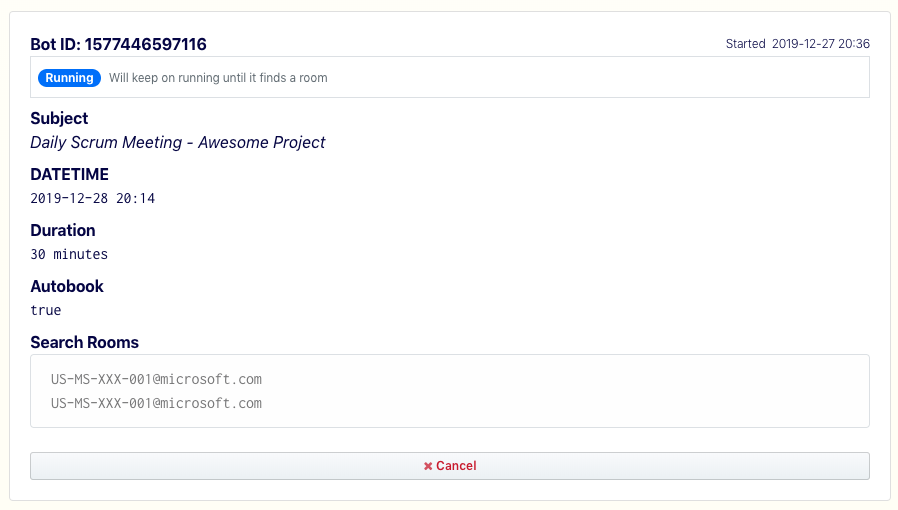 Bot ID: 1577446597116
Started 2019-12-27 20:36
Running Will keep on running until it finds a room
Subject
Daily Scrum Meeting - Awesome Project
DATETIME
2019-12-28 20:14
Duration
30 minutes
Autobook
true
Search Rooms
US-MS-XXX-001@microsoft.com
US-MS-XXX-001@microsoft.com
✖ Cancel